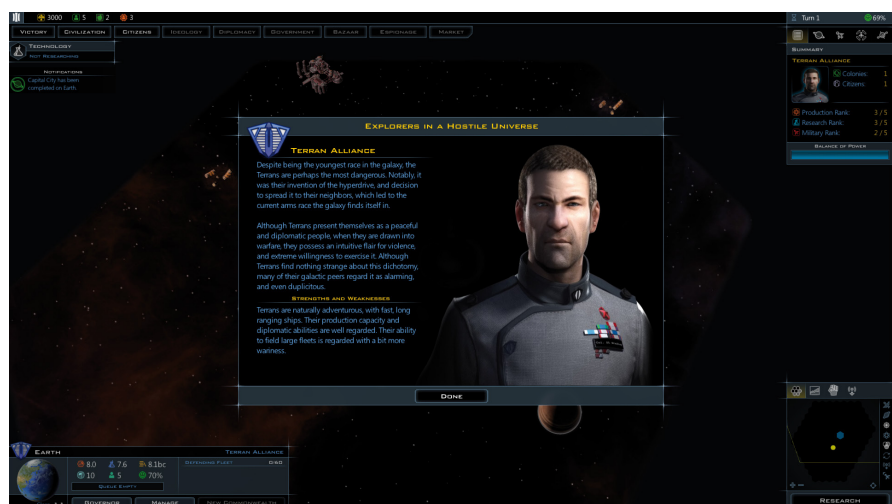 3000 5 2 3
Turn 1 69%
Victory Civilization Citizens Ideology Diplomacy Government Bazaar Espionage Market
Technology
Not Researching
Notifications
Capital City has been
completed on Earth
Explorers in a Hostile Universe
Terran Alliance
Despite being the youngest race in the galaxy, the
Terrans are perhaps the most dangerous. Notably, it
was their invention of the hyperdrive, and decision
to spread it to their neighbors, which led to the
current arms race the galaxy finds itself in.
Although Terrans present themselves as a peaceful
and diplomatic people, when they are drawn into
warfare, they possess an intuitive flair for violence,
and extreme willingness to exercise it. Although
Terrans find nothing strange about this dichotomy,
many of their galactic peers regard it as alarming,
and even duplicitous.
Strengths and Weaknesses
Terrans are naturally adventurous, with fast, long
ranging ships. Their production capacity and
diplomatic abilities are well regarded. Their ability
to field large fleets is regarded with a bit more
wariness.
Done
Summary
Terran Alliance
Colonies: 1
Citizens: 1
Production Rank: 3 / 5
Research Rank: 3 / 5
Military Rank: 2 / 5
Balance of Power
Earth Terran Alliance
8.0 7.6 8.1bc
10 5 70%
Defending Fleet 0/60
Queue Empty
Governor Manage New Commonwealth
Research